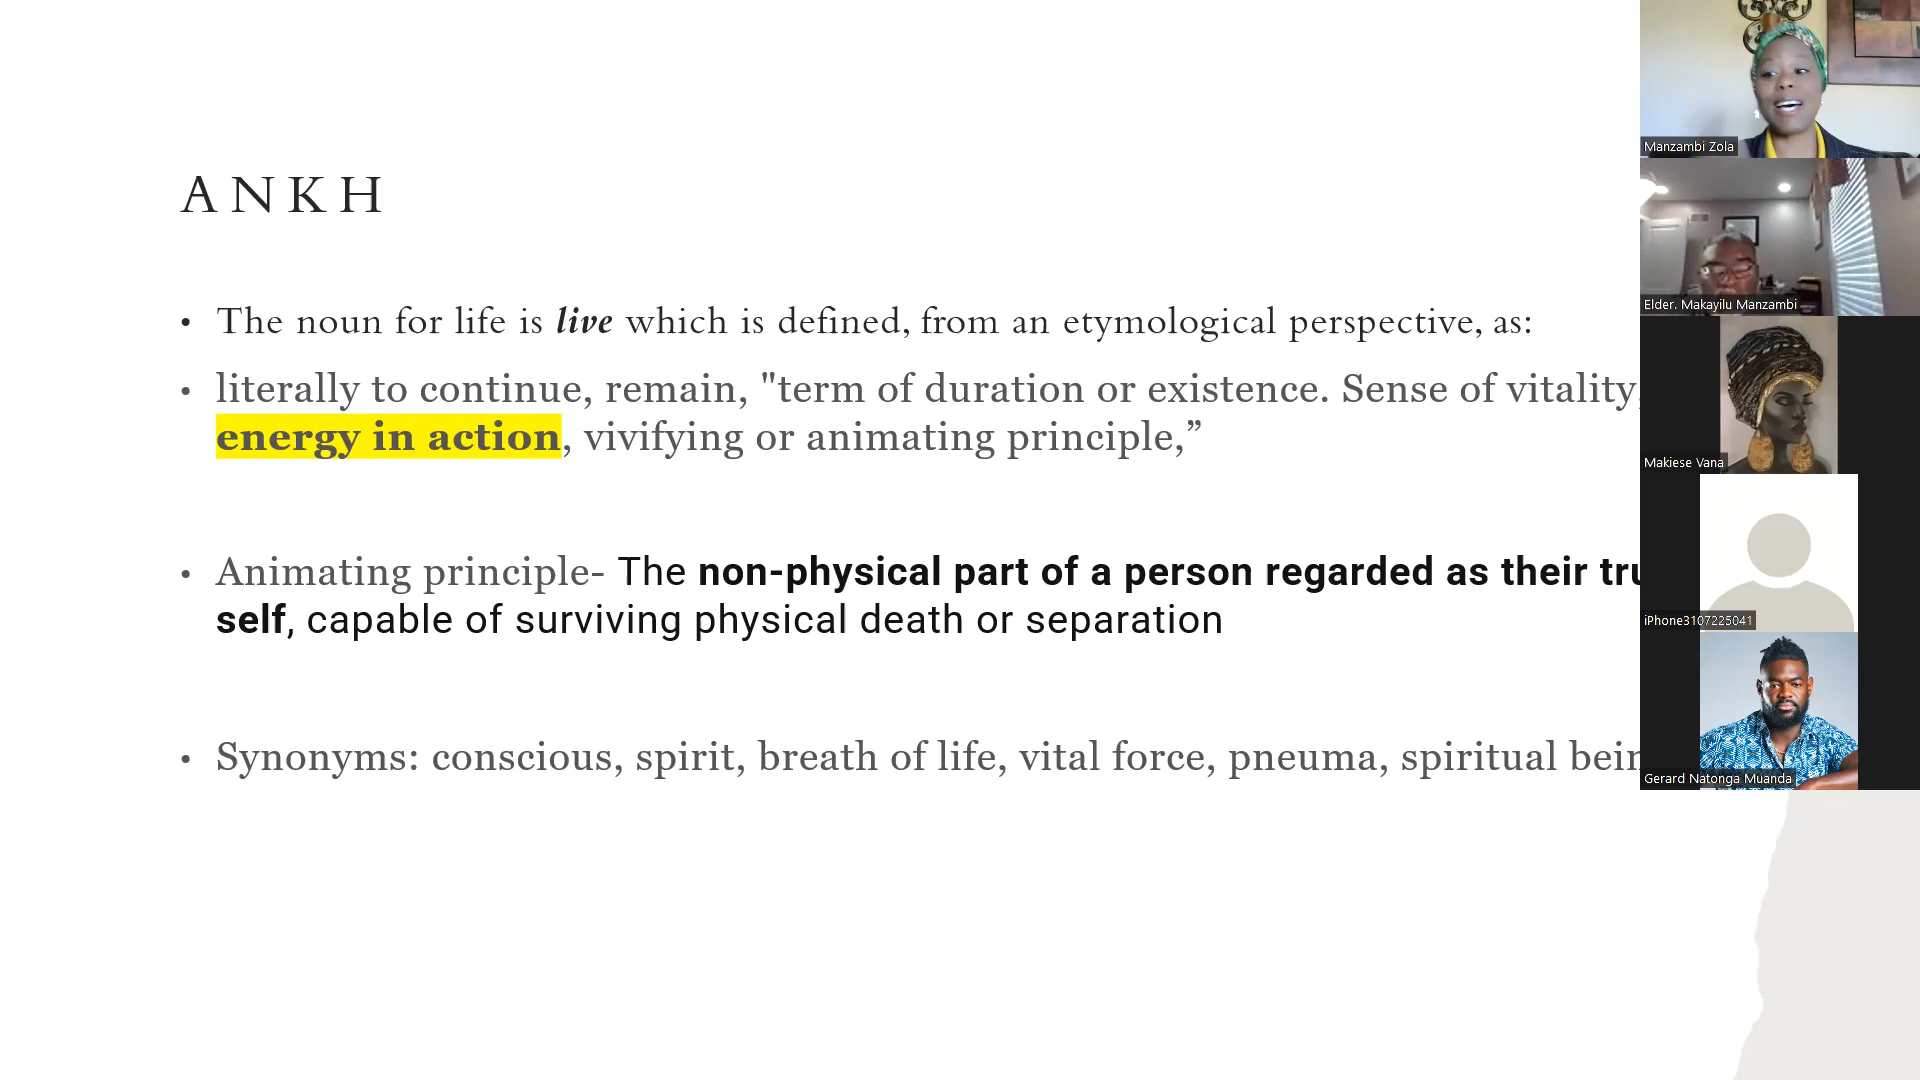 ANKH
• The noun for life is live which is defined, from an etymological perspective, as:
• literally to continue, remain, "term of duration or existence. Sense of vitality,
energy in action, vivifying or animating principle,”
• Animating principle- The non-physical part of a person regarded as their
self, capable of surviving physical death or separation
• Synonyms: conscious, spirit, breath of life, vital force, pneuma, spiritual
Manzambi Zola
Elder. Makayilu Manzambi
Makiese Vana
iPhone3107225041
Gerard Natonga Muanda